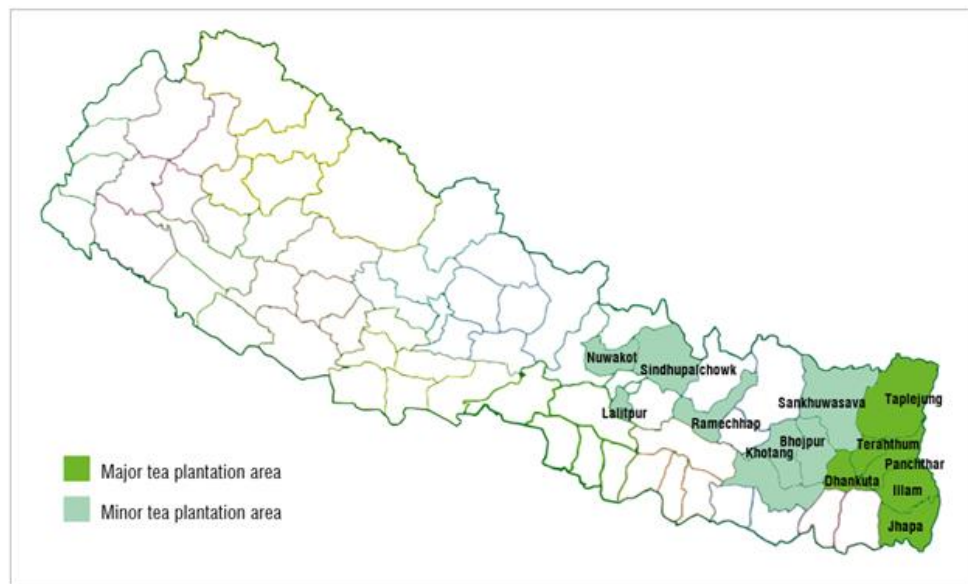 Nuwakot
Sindhupalchowk
Lalitpur
Ramechhap
Sankhuwasava
Taplejung
Bhojpur
Khotang
Terahthum
Panchthar
Dhankuta
Illam
Jhapa
Major tea plantation area
Minor tea plantation area